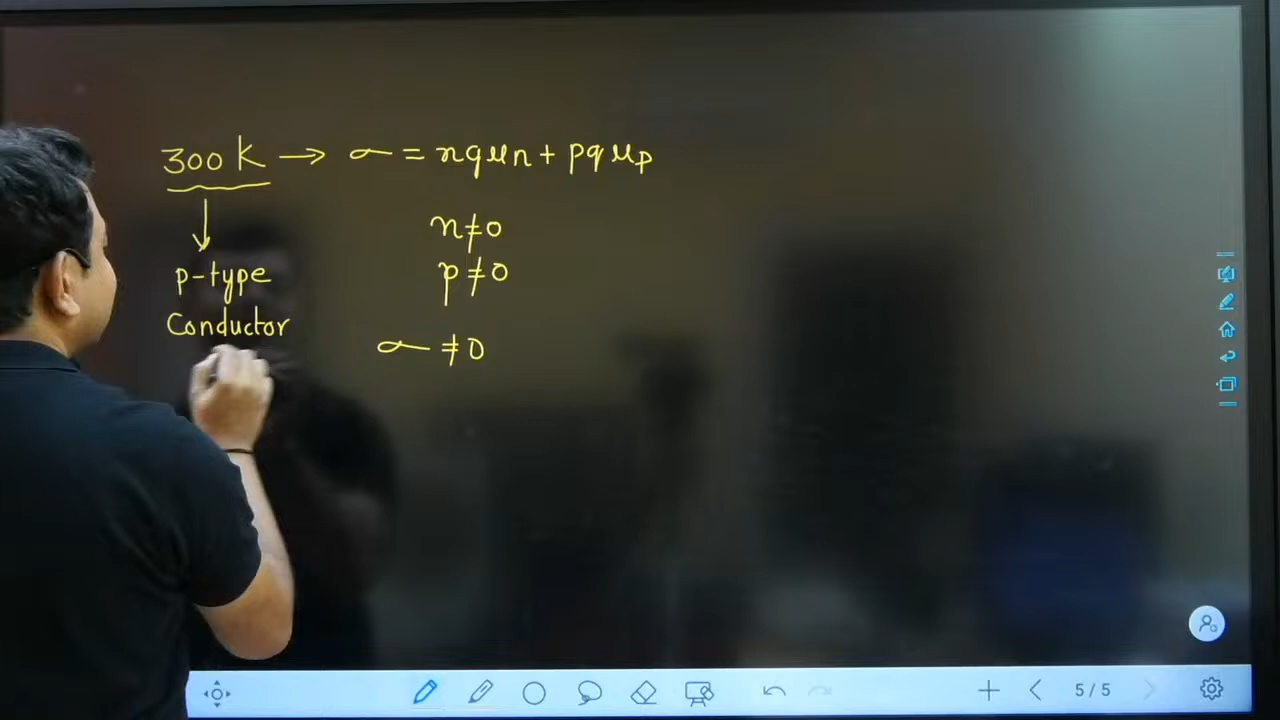 300 K → σ = nqμn + pqμp
n≠0
p≠0
↓
p-type
Conductor
σ ≠0
5 / 5